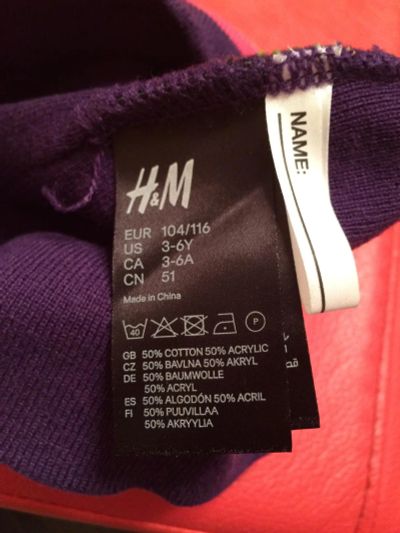 NAME:
H&M
EUR 104/116
US 3-6Y
CA 3-6A
CN 51
Made in China
40 P
GB 50% COTTON 50% ACRYLIC
CZ 50% BAVLNA 50% AKRYL
DE 50% BAUMWOLLE
50% ACRYL
ES 50% ALGODÓN 50% ACRIL
FI 50% PUUVILLAA
50% AKRYYLIA